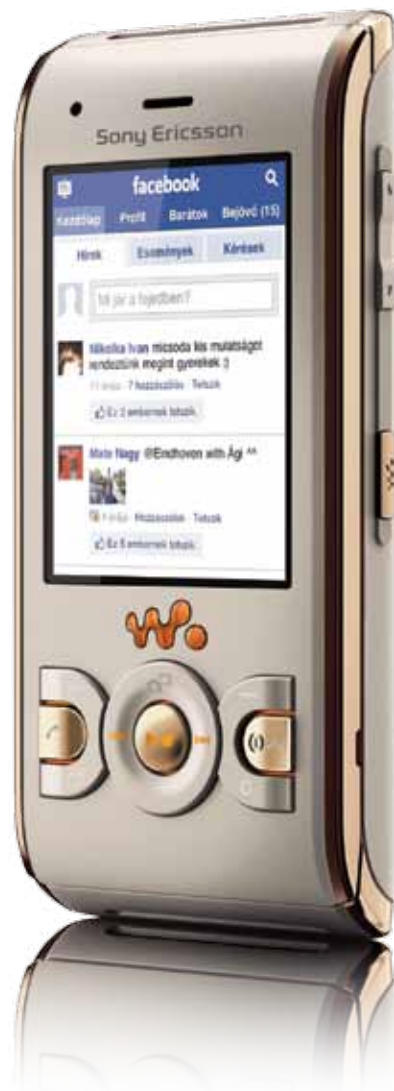 Sony Ericsson
facebook
Kezdőlap Profil Barátok Bejövő (15)
Hírek Események Kérések
Mi jár a fejedben?
Nikolka Ivan micsoda kis mulatságot
rendeztünk megint gyerekek :)
7 hozzászólás · Tetszik
Ez 2 embernek tetszik.
Mate Nagy @Eindhoven with Ági ^^
Hozzászólás · Tetszik
Ez 5 embernek tetszik.